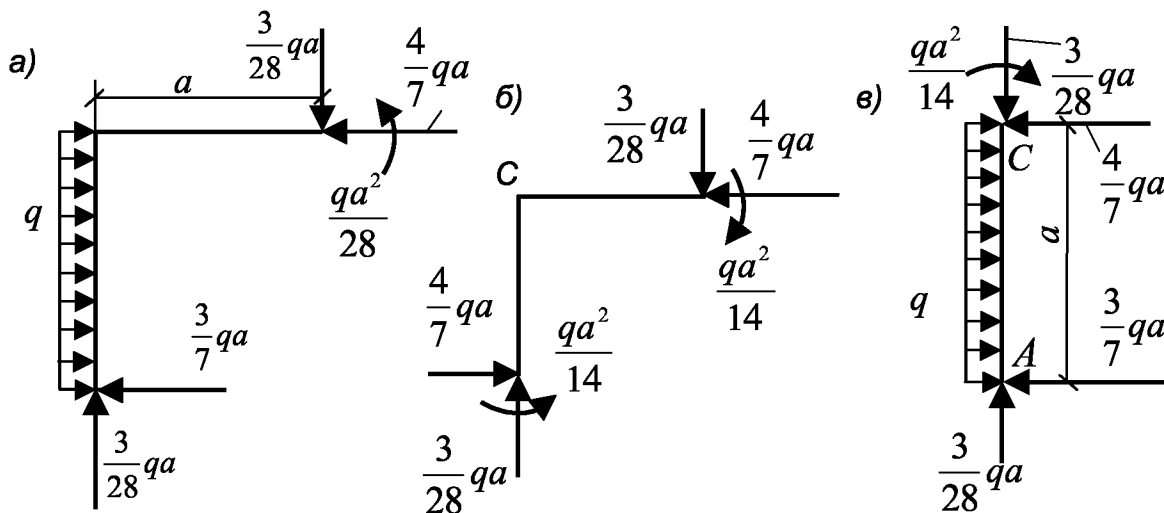 а)
3/28 qa
a
4/7 qa
qa²/28
q
3/7 qa
3/28 qa
б)
3/28 qa
4/7 qa
C
qa²/14
4/7 qa
qa²/14
3/28 qa
в)
qa²/14
3/28 qa
C
4/7 qa
a
q
3/7 qa
A
3/28 qa